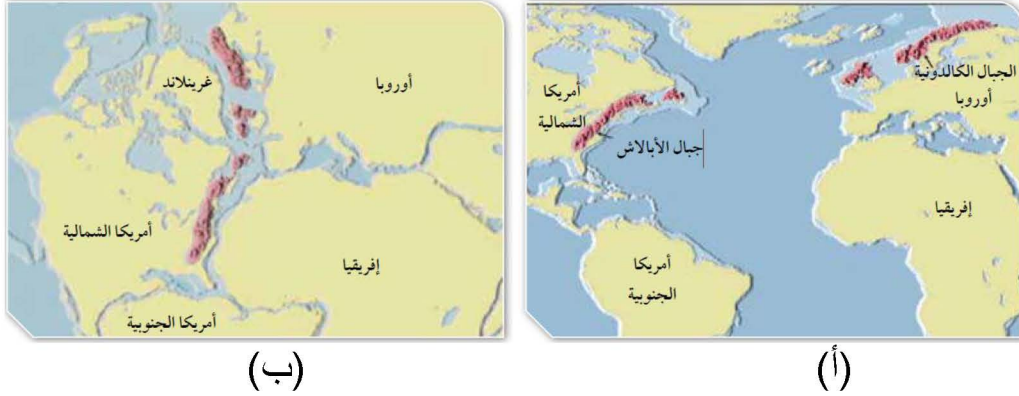 الجبال الكالدونية
أوروبا
أمريكا
الشمالية
جبال الأبالاش
إفريقيا
أمريكا
الجنوبية
(أ)
غرينلاند
أوروبا
أمريكا الشمالية
إفريقيا
أمريكا الجنوبية
(ب)